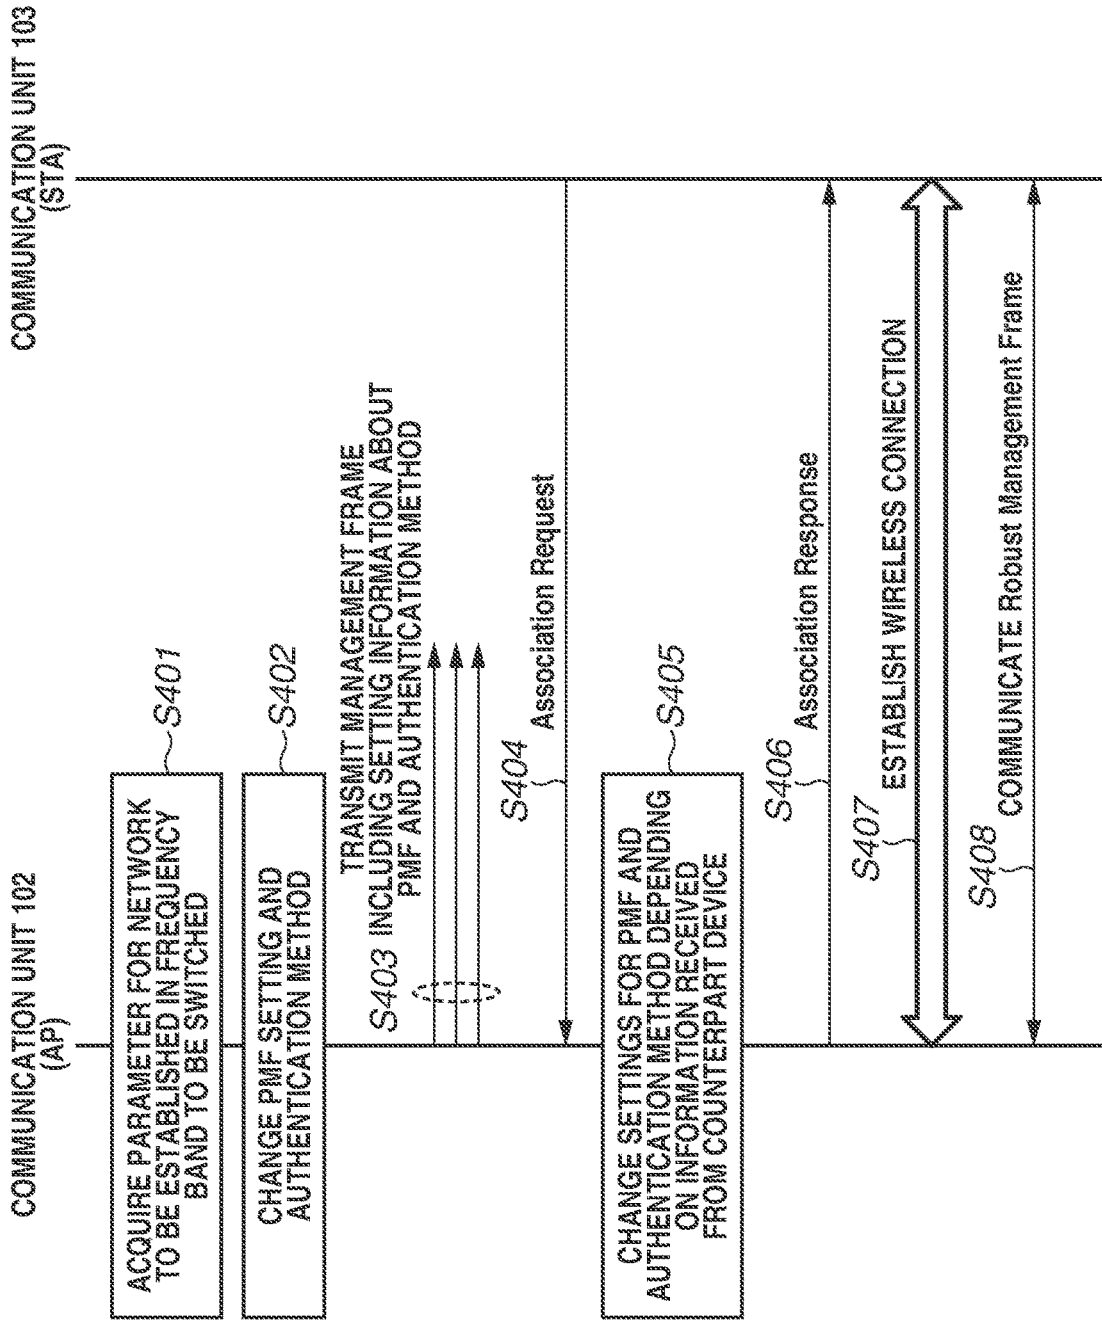 COMMUNICATION UNIT 102
(AP)
COMMUNICATION UNIT 103
(STA)
ACQUIRE PARAMETER FOR NETWORK
TO BE ESTABLISHED IN FREQUENCY
BAND TO BE SWITCHED
S401
CHANGE PMF SETTING AND
AUTHENTICATION METHOD
S402
TRANSMIT MANAGEMENT FRAME
S403 INCLUDING SETTING INFORMATION ABOUT
PMF AND AUTHENTICATION METHOD
S404
Association Request
CHANGE SETTINGS FOR PMF AND
AUTHENTICATION METHOD DEPENDING
ON INFORMATION RECEIVED
FROM COUNTERPART DEVICE
S405
S406
Association Response
S407
ESTABLISH WIRELESS CONNECTION
S408
COMMUNICATE Robust Management Frame